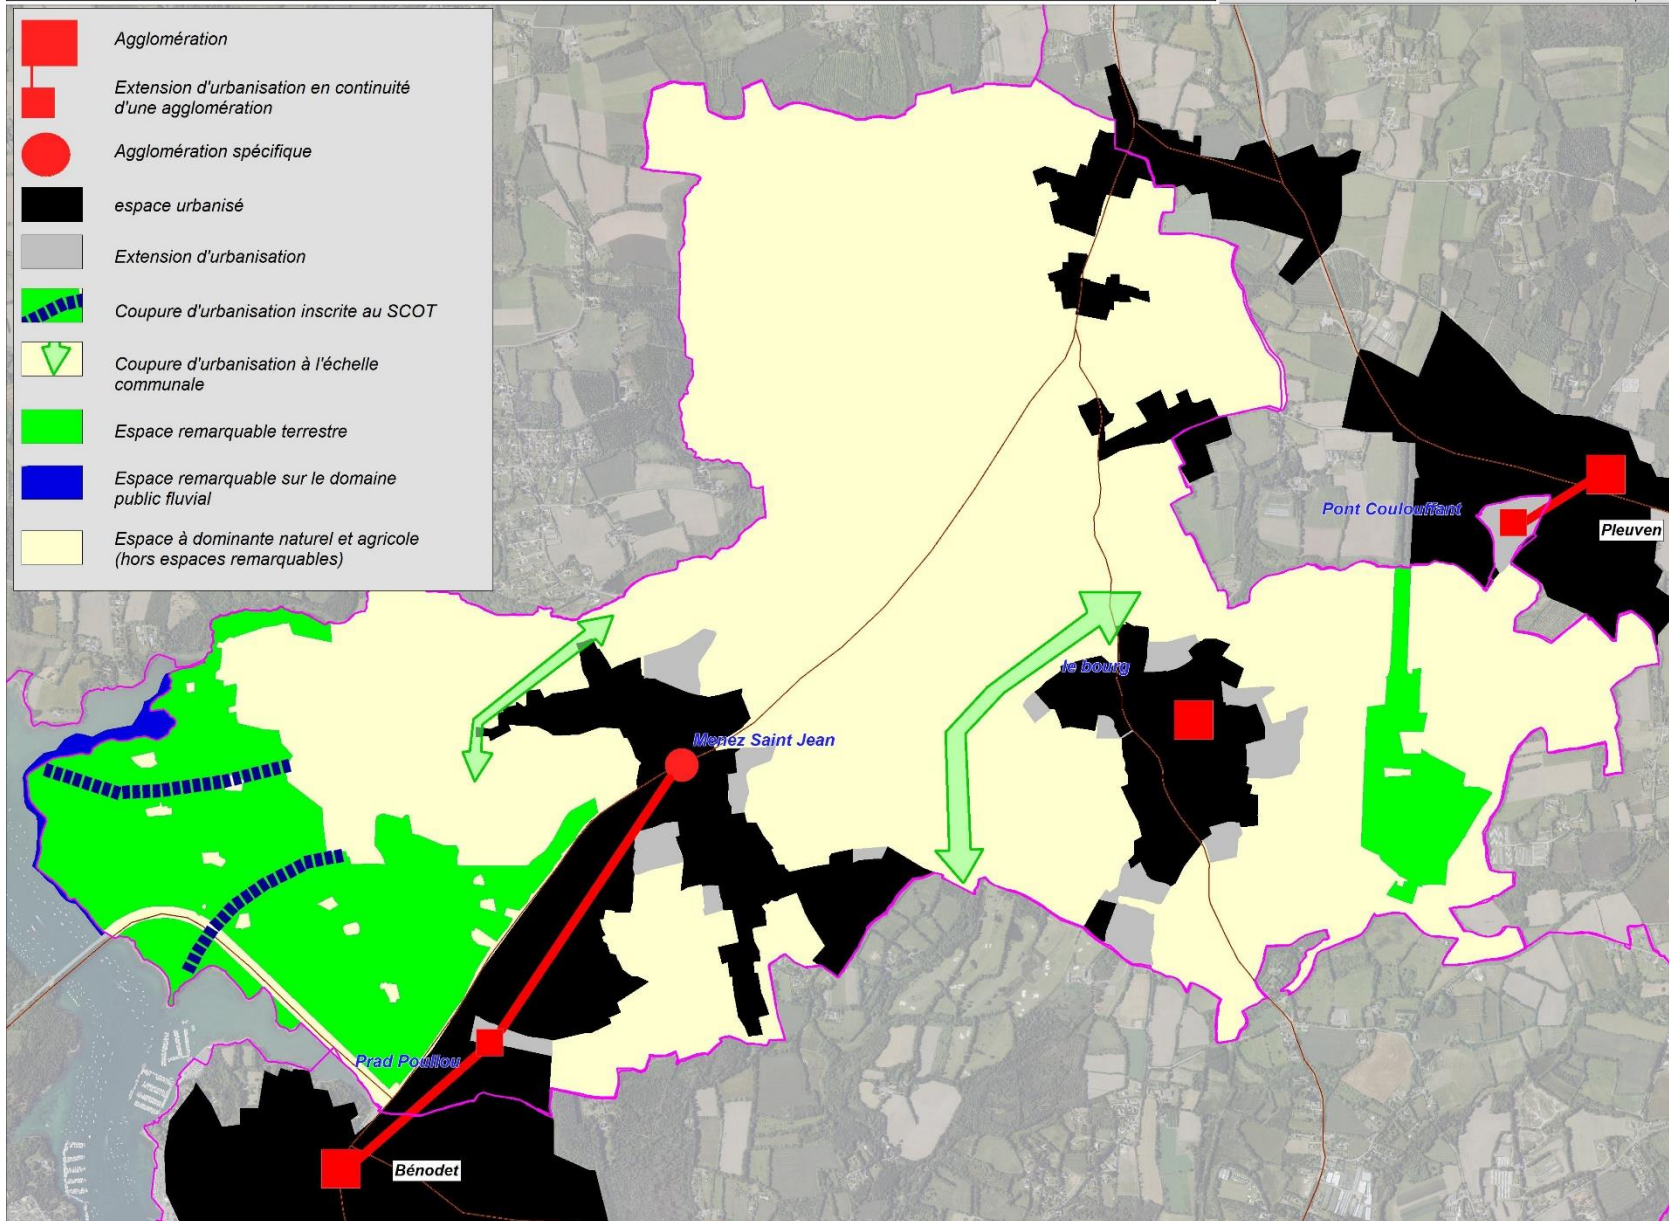 Agglomération
Extension d'urbanisation en continuité
d'une agglomération
Agglomération spécifique
espace urbanisé
Extension d'urbanisation
Coupure d'urbanisation inscrite au SCOT
Coupure d'urbanisation à l'échelle
communale
Espace remarquable terrestre
Espace remarquable sur le domaine
public fluvial
Espace à dominante naturel et agricole
(hors espaces remarquables)
Pont Coulouffant
Pleuven
le bourg
Menez Saint Jean
Prad Poullou
Bénodet